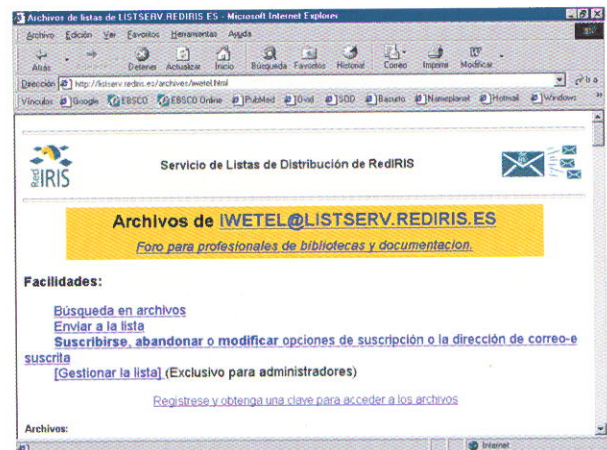 Archivos de listas de LISTSERV.REDIRIS.ES - Microsoft Internet Explorer
Archivo Edición Ver Favoritos Herramientas Ayuda
Atrás Detener Actualizar Inicio Búsqueda Favoritos Historial Correo Imprimir Modificar
Dirección http://listserv.rediris.es/archives/iwetel.html
Vínculos Google EBSCO EBSCO Online PubMed Ovid SOD Nameplanet Hotmail Windows
Red IRIS
Servicio de Listas de Distribución de RedIRIS
Archivos de IWETEL@LISTSERV.REDIRIS.ES
Foro para profesionales de bibliotecas y documentacion.
Facilidades:
Búsqueda en archivos
Enviar a la lista
Suscribirse, abandonar o modificar opciones de suscripción o la dirección de correo-e
suscrita
[Gestionar la lista] (Exclusivo para administradores)
Registrese y obtenga una clave para acceder a los archivos
Archivos:
Internet